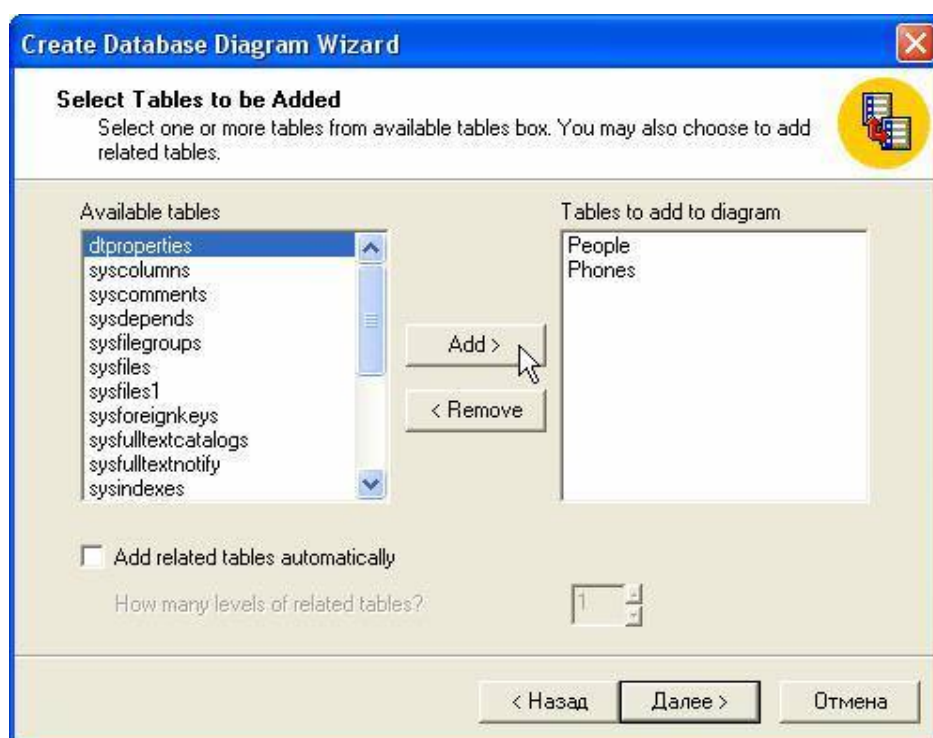 Create Database Diagram Wizard
Select Tables to be Added
Select one or more tables from available tables box. You may also choose to add
related tables.
Available tables
dtproperties
syscolumns
syscomments
sysdepends
sysfilegroups
sysfiles
sysfiles1
sysforeignkeys
sysfulltextcatalogs
sysfulltextnotify
sysindexes
Add >
< Remove
Tables to add to diagram
People
Phones
Add related tables automatically
How many levels of related tables?
1
< Назад
Далее >
Отмена